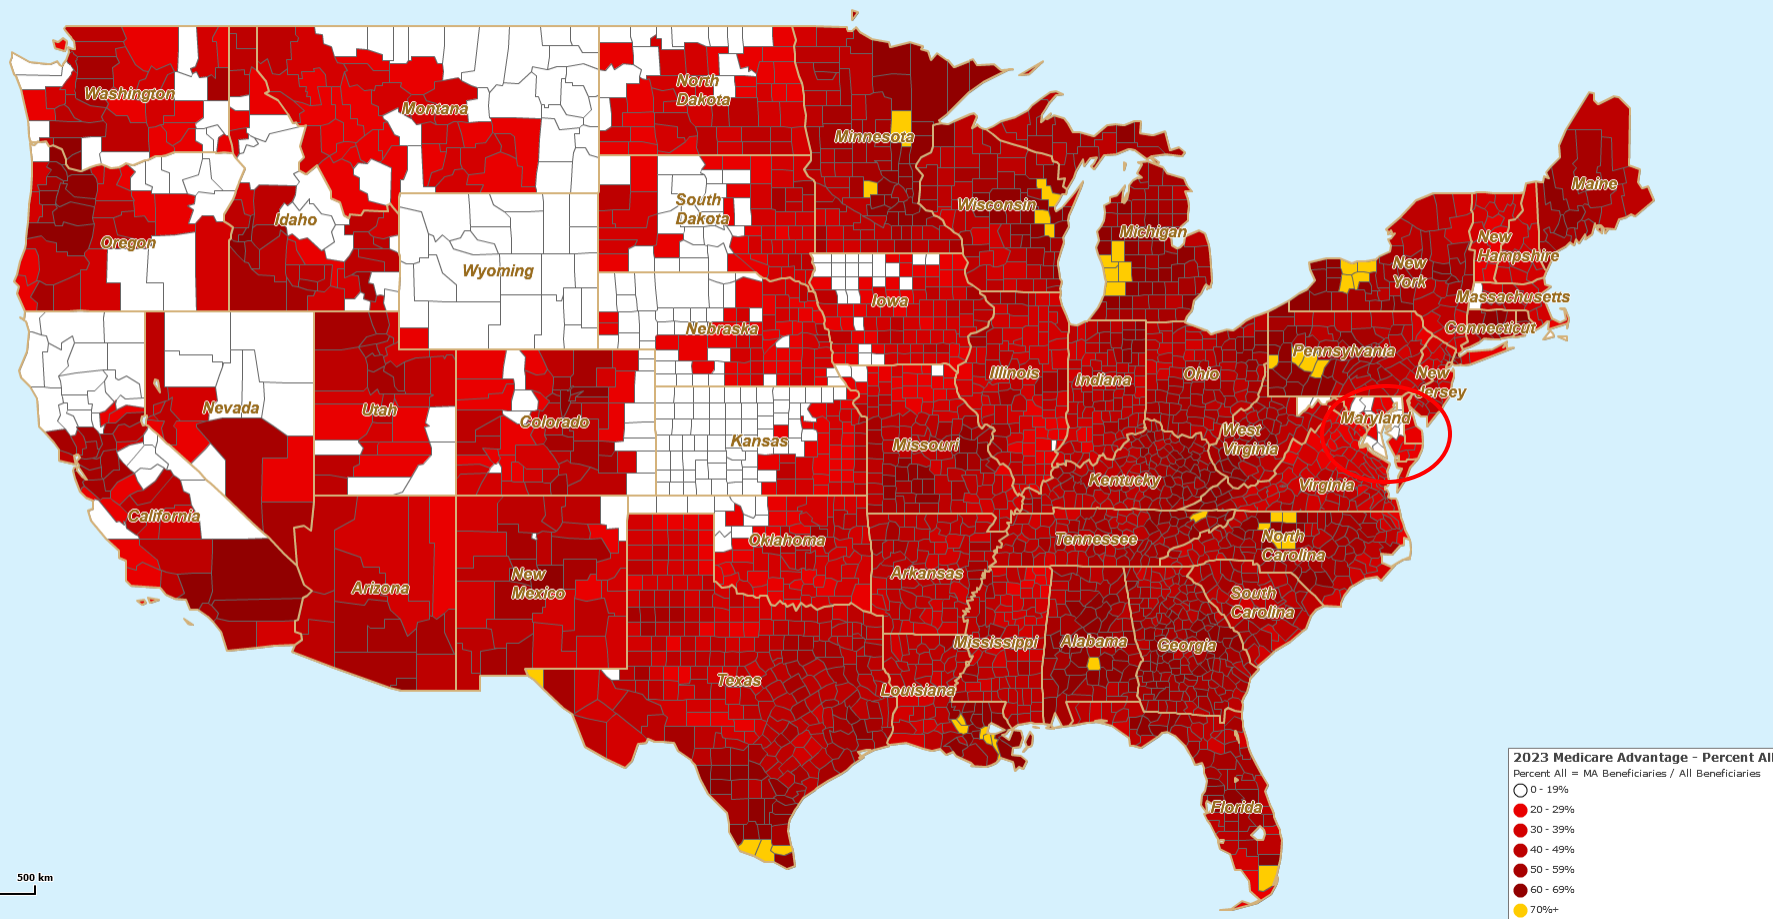 Washington
Montana
North
Dakota
Minnesota
Maine
Oregon
Idaho
South
Dakota
Wisconsin
Michigan
New
Hampshire
New
York
Massachusetts
Connecticut
Wyoming
Nebraska
Iowa
Illinois
Indiana
Ohio
Pennsylvania
New
Jersey
Nevada
Utah
Colorado
Kansas
Missouri
West
Virginia
Maryland
Kentucky
Virginia
California
Arizona
New
Mexico
Oklahoma
Arkansas
Tennessee
North
Carolina
South
Carolina
Texas
Louisiana
Mississippi
Alabama
Georgia
Florida
500 km
2023 Medicare Advantage - Percent All
Percent All = MA Beneficiaries / All Beneficiaries
0 - 19%
20 - 29%
30 - 39%
40 - 49%
50 - 59%
60 - 69%
70%+